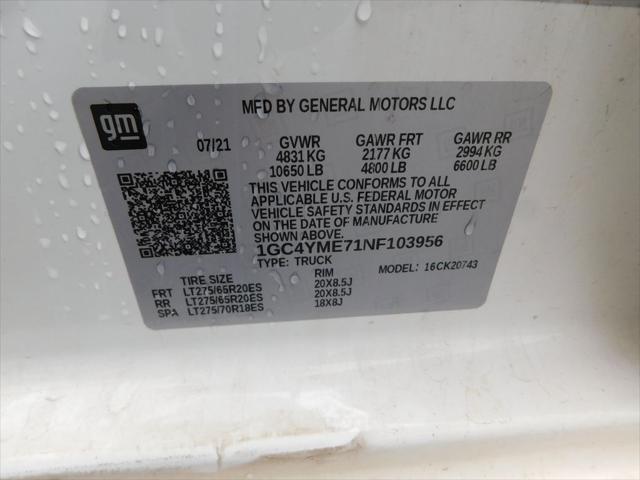 MFD BY GENERAL MOTORS LLC
gm
07/21 GVWR GAWR FRT GAWR RR
4831 KG 2177 KG 2994 KG
10650 LB 4800 LB 6600 LB
THIS VEHICLE CONFORMS TO ALL
APPLICABLE U.S. FEDERAL MOTOR
VEHICLE SAFETY STANDARDS IN EFFECT
ON THE DATE OF MANUFACTURE
SHOWN ABOVE.
1GC4YME71NF103956
TYPE: TRUCK MODEL: 16CK20743
TIRE SIZE RIM
FRT LT275/65R20ES 20X8.5J
RR LT275/65R20ES 20X8.5J
SPA LT275/70R18ES 18X8J